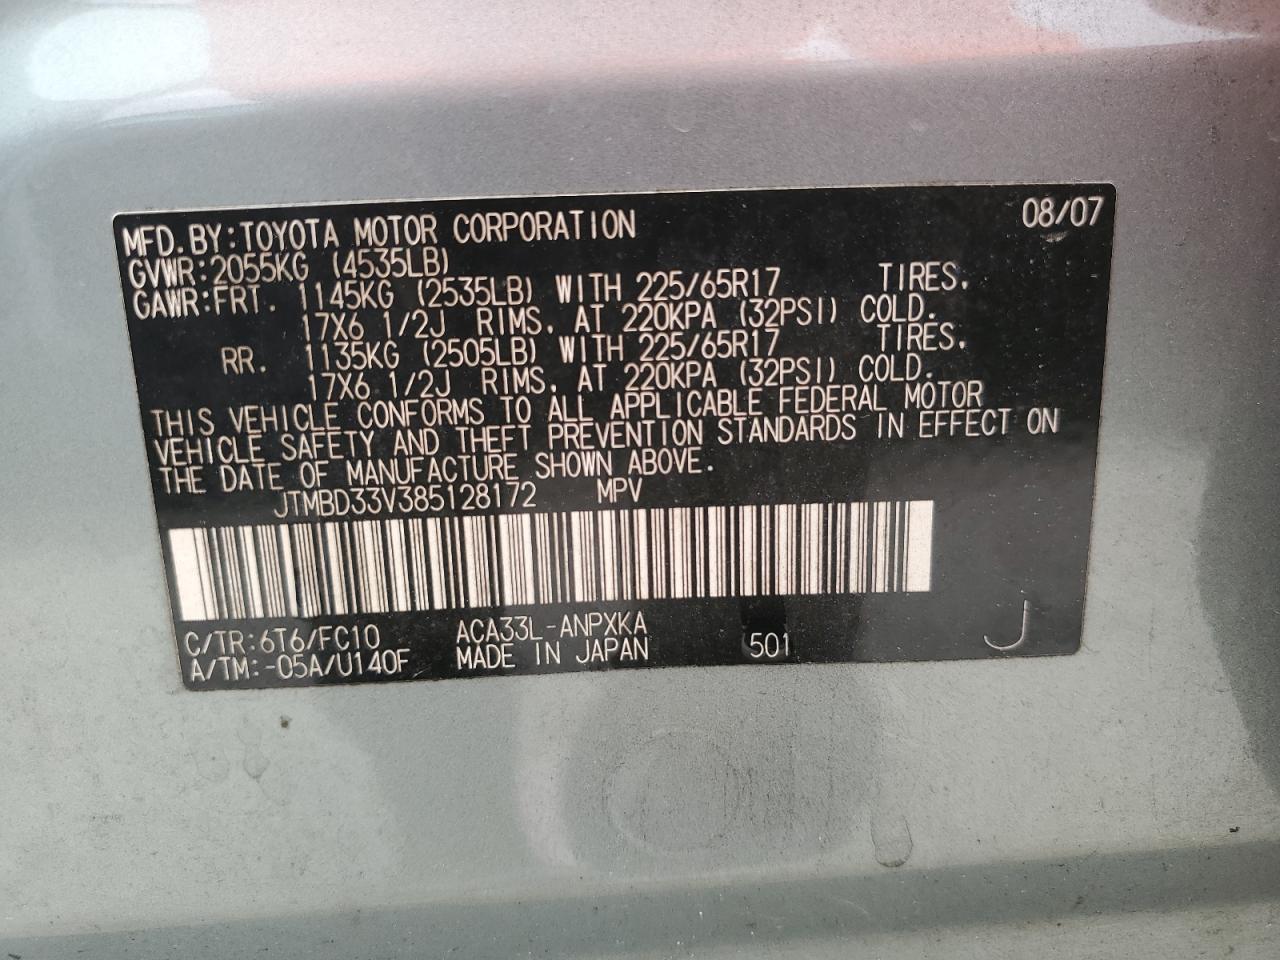 08/07
MFD. BY: TOYOTA MOTOR CORPORATION
GVWR: 2055KG (4535LB)
GAWR: FRT. 1145KG (2535LB) WITH 225/65R17 TIRES.
17X6 1/2J RIMS, AT 220KPA (32PSI) COLD.
RR. 1135KG (2505LB) WITH 225/65R17 TIRES,
17X6 1/2J RIMS, AT 220KPA (32PSI) COLD.
THIS VEHICLE CONFORMS TO ALL APPLICABLE FEDERAL MOTOR
VEHICLE SAFETY AND THEFT PREVENTION STANDARDS IN EFFECT ON
THE DATE OF MANUFACTURE SHOWN ABOVE.
JTMBD33V385128172 MPV
C/TR: 6T6/FC10 ACA33L-ANPXKA
A/TM: -05A/U140F MADE IN JAPAN 501 J